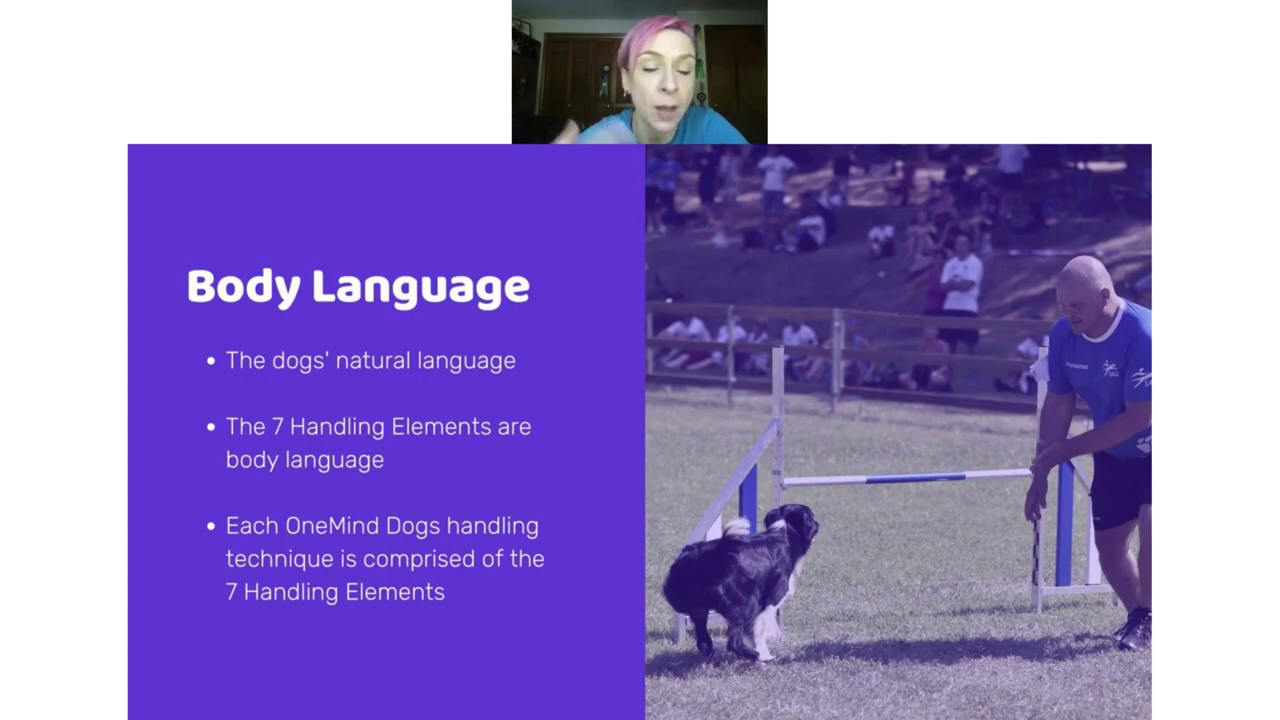 Body Language
• The dogs' natural language
• The 7 Handling Elements are
body language
• Each OneMind Dogs handling
technique is comprised of the
7 Handling Elements